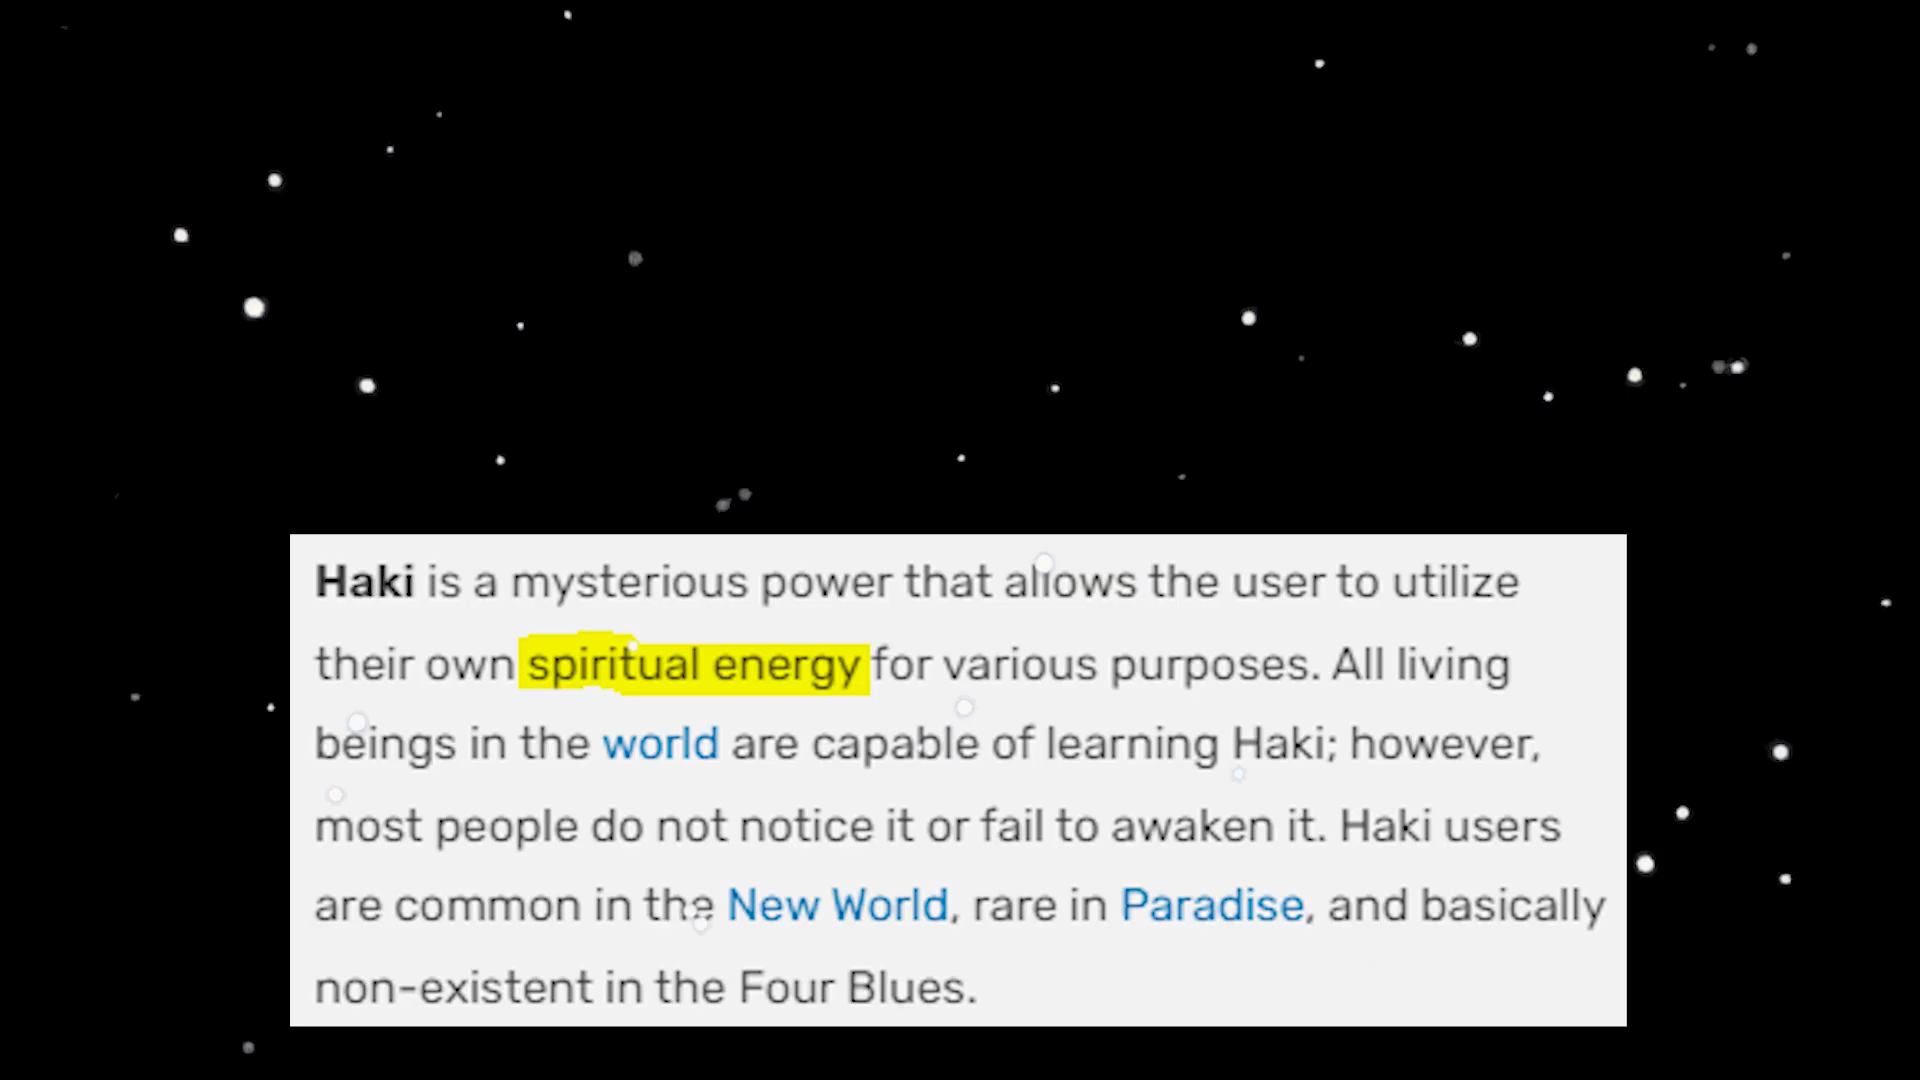 Haki is a mysterious power that allows the user to utilize
their own spiritual energy for various purposes. All living
beings in the world are capable of learning Haki; however,
most people do not notice it or fail to awaken it. Haki users
are common in the New World, rare in Paradise, and basically
non-existent in the Four Blues.